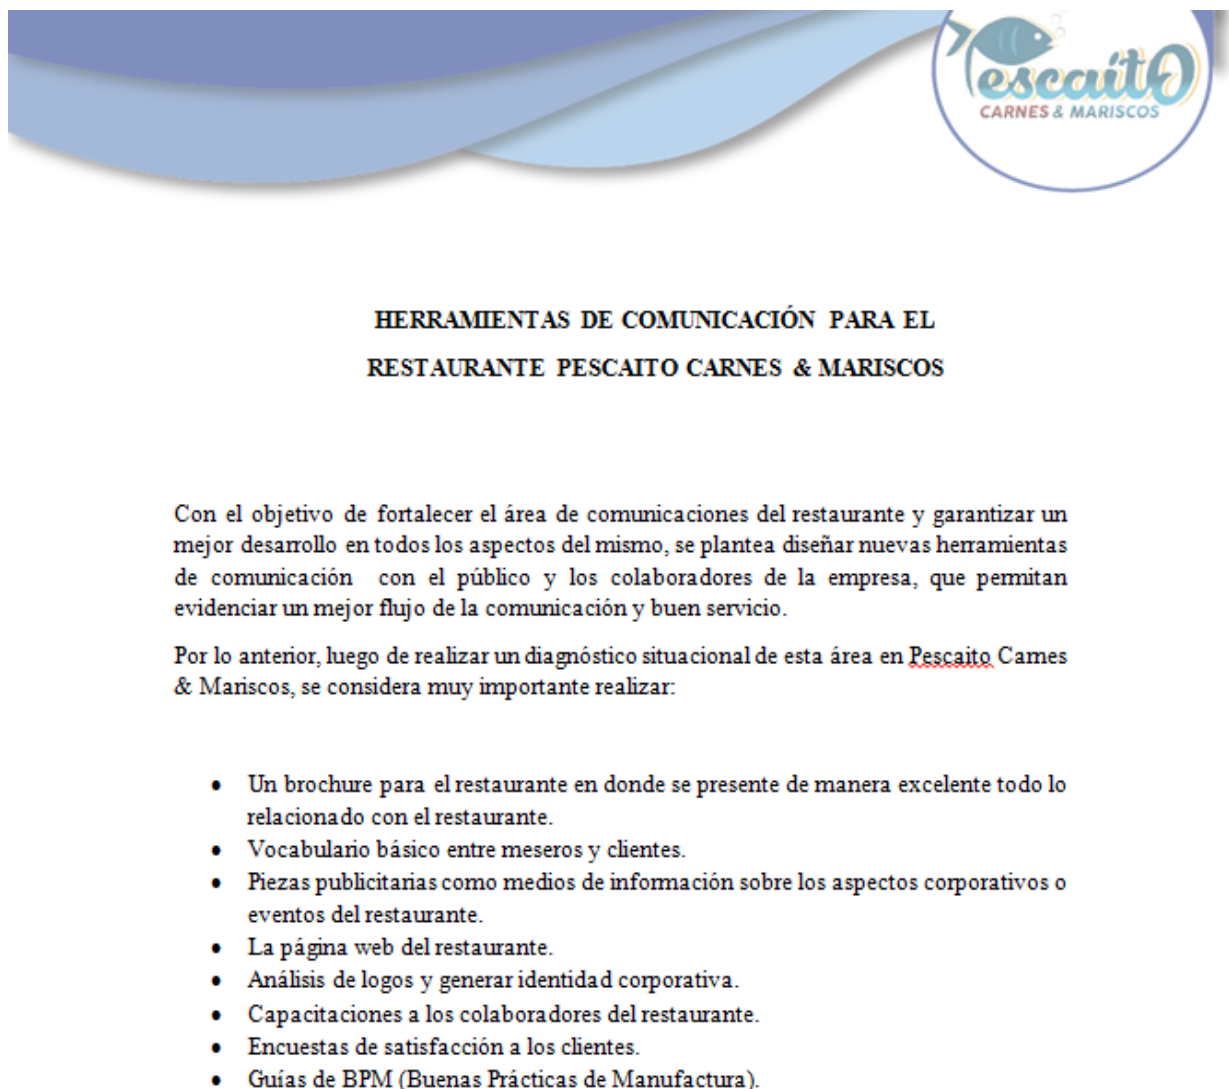 Pescaito
CARNES & MARISCOS
HERRAMIENTAS DE COMUNICACIÓN PARA EL
RESTAURANTE PESCAITO CARNES & MARISCOS
Con el objetivo de fortalecer el área de comunicaciones del restaurante y garantizar un
mejor desarrollo en todos los aspectos del mismo, se plantea diseñar nuevas herramientas
de comunicación con el público y los colaboradores de la empresa, que permitan
evidenciar un mejor flujo de la comunicación y buen servicio.
Por lo anterior, luego de realizar un diagnóstico situacional de esta área en Pescaito Carnes
& Mariscos, se considera muy importante realizar:
• Un brochure para el restaurante en donde se presente de manera excelente todo lo
relacionado con el restaurante.
• Vocabulario básico entre meseros y clientes.
• Piezas publicitarias como medios de información sobre los aspectos corporativos o
eventos del restaurante.
• La página web del restaurante.
• Análisis de logos y generar identidad corporativa.
• Capacitaciones a los colaboradores del restaurante.
• Encuestas de satisfacción a los clientes.
• Guías de BPM (Buenas Prácticas de Manufactura).